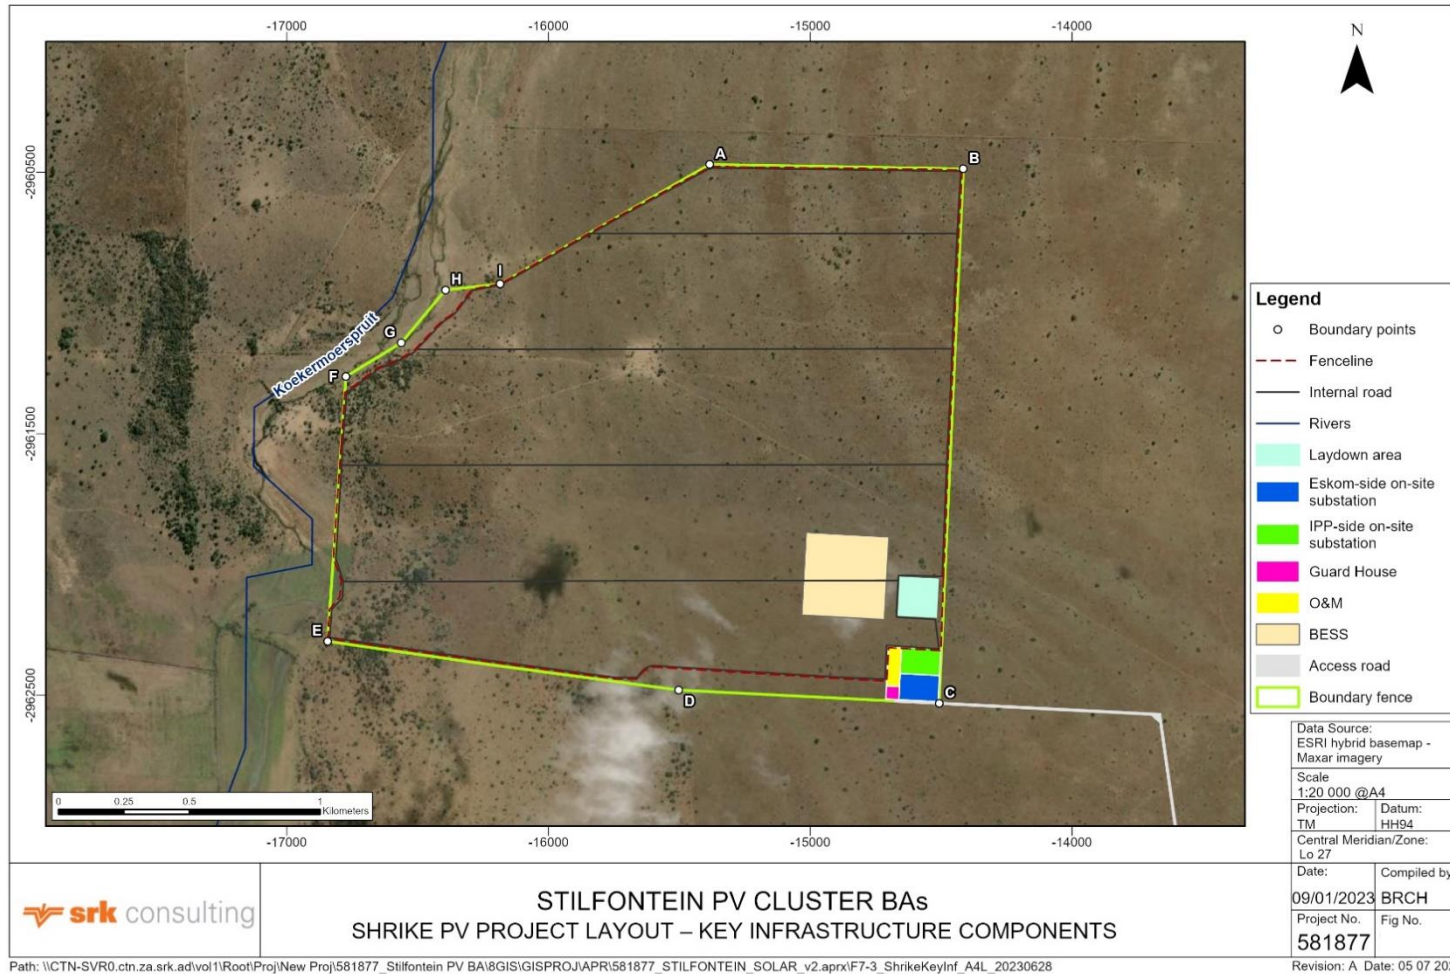 -17000 -16000 -15000 -14000
N
A
B
-2960500
H
I
G
F
Koekermoerspruit
-2961500
E
D
C
-2962500
0 0.25 0.5 1
Kilometers
-17000 -16000 -15000 -14000
Legend
Boundary points
Fenceline
Internal road
Rivers
Laydown area
Eskom-side on-site
substation
IPP-side on-site
substation
Guard House
O&M
BESS
Access road
Boundary fence
Data Source:
ESRI hybrid basemap -
Maxar imagery
Scale
1:20 000 @A4
Projection: Datum:
TM HH94
Central Meridian/Zone:
Lo 27
Date: Compiled by
09/01/2023 BRCH
Project No. Fig No.
581877
srk consulting
STILFONTEIN PV CLUSTER BAs
SHRIKE PV PROJECT LAYOUT – KEY INFRASTRUCTURE COMPONENTS
Path: \\CTN-SVR0.ctn.za.srk.ad\vol1\Root\Proj\New Proj\581877_Stilfontein PV BA\8GIS\GISPROJ\APR\581877_STILFONTEIN_SOLAR_v2.aprx\F7-3_ShrikeKeyInf_A4L_20230628
Revision: A Date: 05 07 20